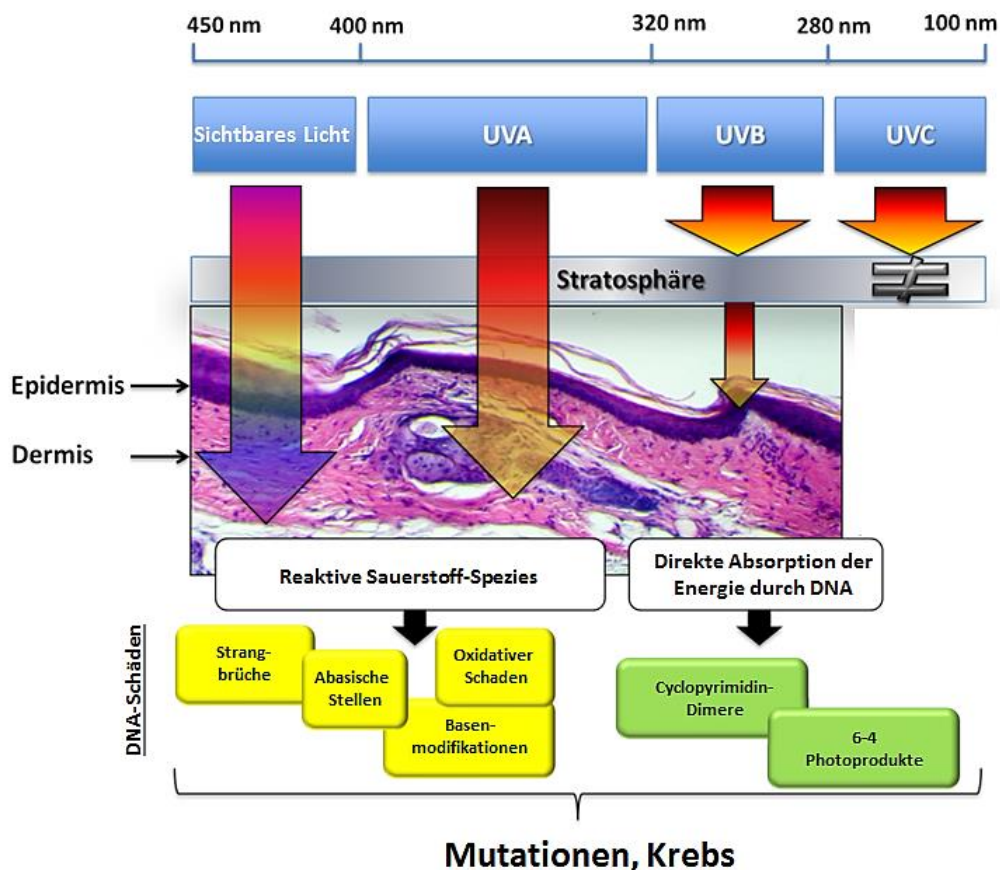 450 nm 400 nm 320 nm 280 nm 100 nm
Sichtbares Licht UVA UVB UVC
Stratosphäre
Epidermis
Dermis
Reaktive Sauerstoff-Spezies
Direkte Absorption der
Energie durch DNA
DNA-Schäden
Strang-
brüche
Abasische
Stellen
Oxidativer
Schaden
Basen-
modifikationen
Cyclopyrimidin-
Dimere
6-4
Photoprodukte
Mutationen, Krebs